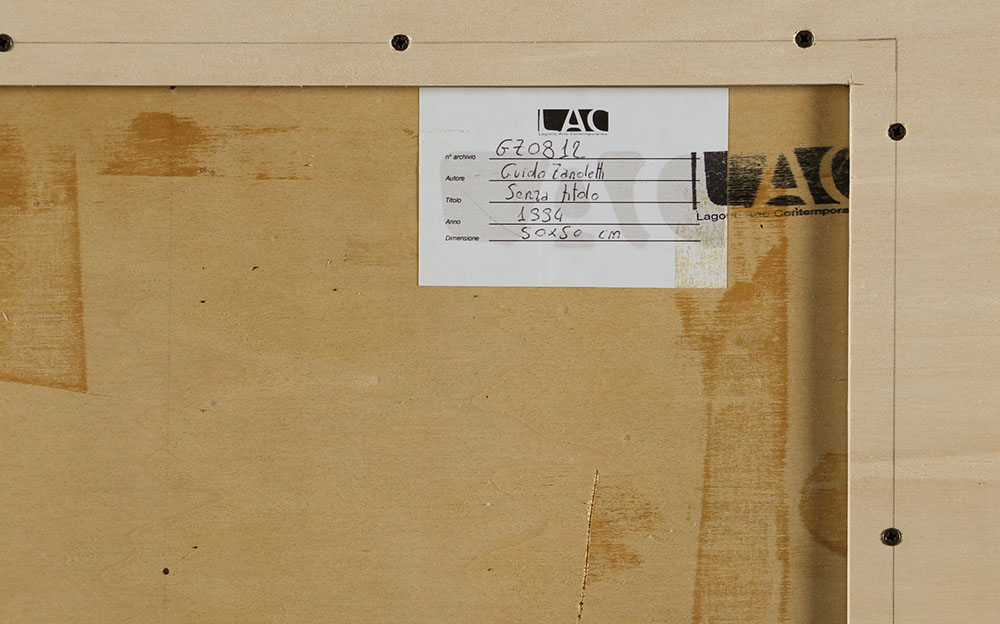 LAC
Lagorio Arte Contemporanea
n° archivio GZ0812
Autore Guido Zanoletti
Titolo Senza titolo
Anno 1994
Dimensione 50x50 cm
LAC
Lagorio Arte Contempora